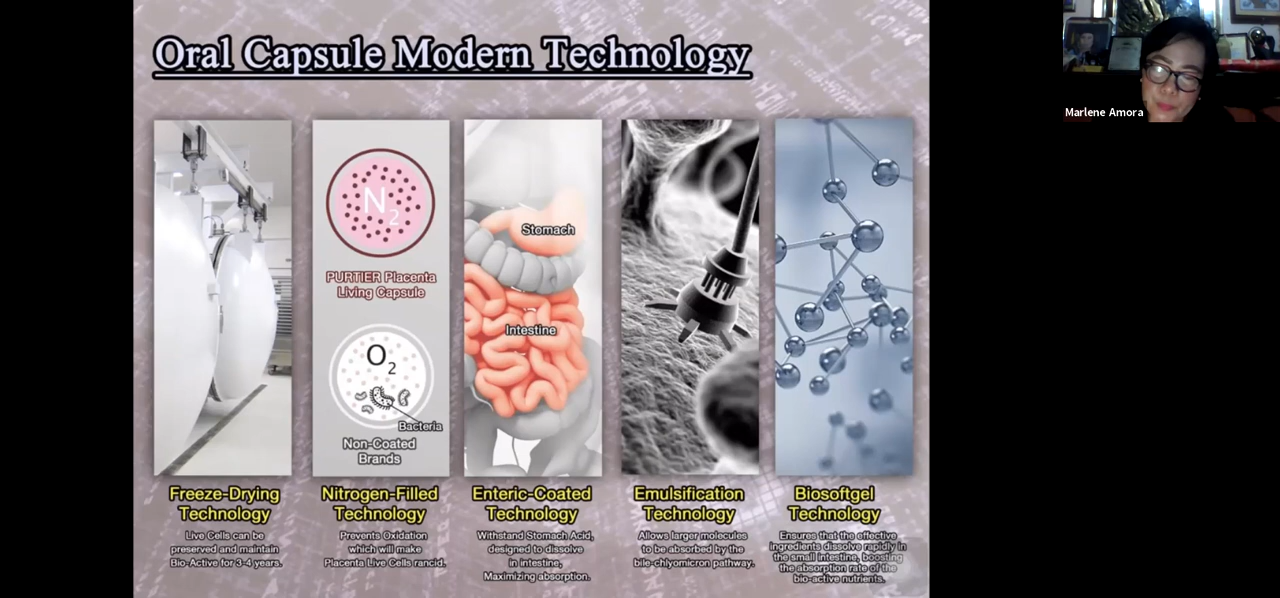 Oral Capsule Modern Technology
Marlene Amora
N2
PURTIER Placenta
Living Capsule
O2
Bacteria
Non-Coated
Brands
Stomach
Intestine
Freeze-Drying
Technology
Live Cells can be
preserved and maintain
Bio-Active for 3-4 years.
Nitrogen-Filled
Technology
Prevents Oxidation
which will make
Placenta Live Cells rancid.
Enteric-Coated
Technology
Withstand Stomach Acid,
designed to dissolve
in intestine,
Maximizing absorption.
Emulsification
Technology
Allows larger molecules
to be absorbed by the
bile-chlyomicron pathway.
Biosoftgel
Technology
Ensures that the effective
ingredients dissolve rapidly in
the small intestine, boosting
the absorption rate of the
bio-active nutrients.